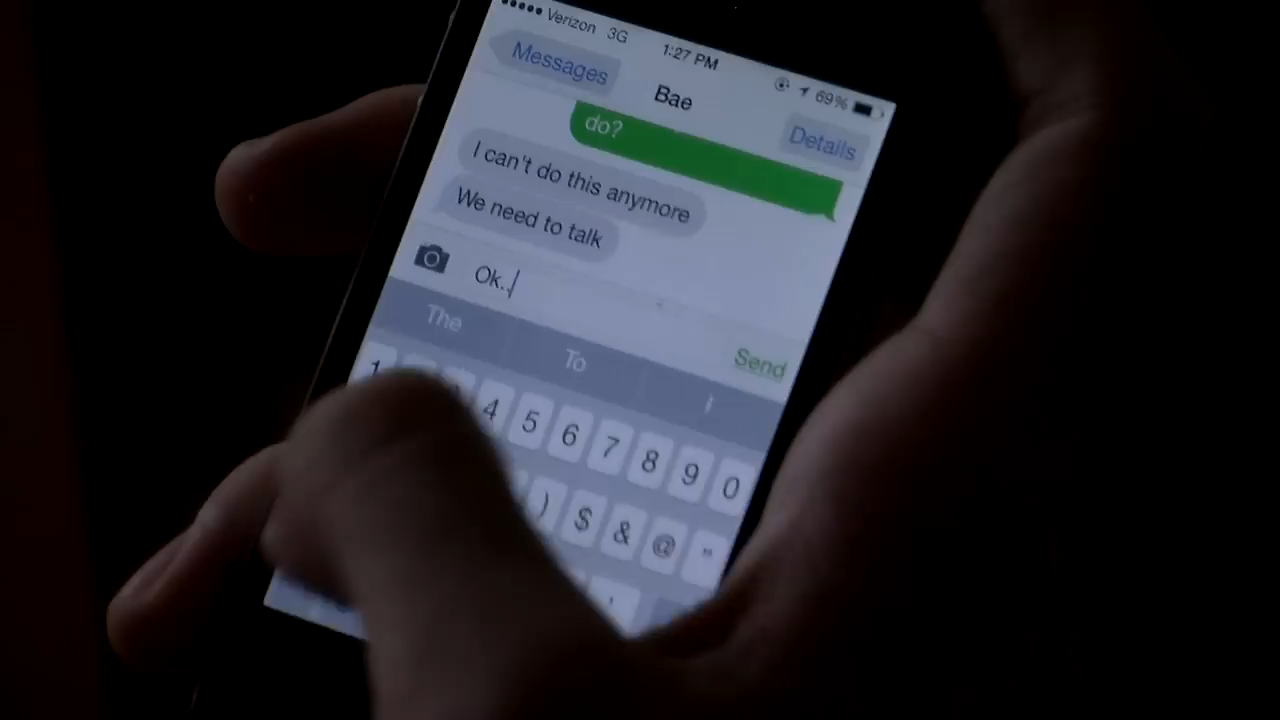 Verizon 3G 1:27 PM 69%
Messages Bae Details
do?
I can't do this anymore
We need to talk
Ok..
Send
The To I
1 4 5 6 7 8 9 0
) $ & @ "